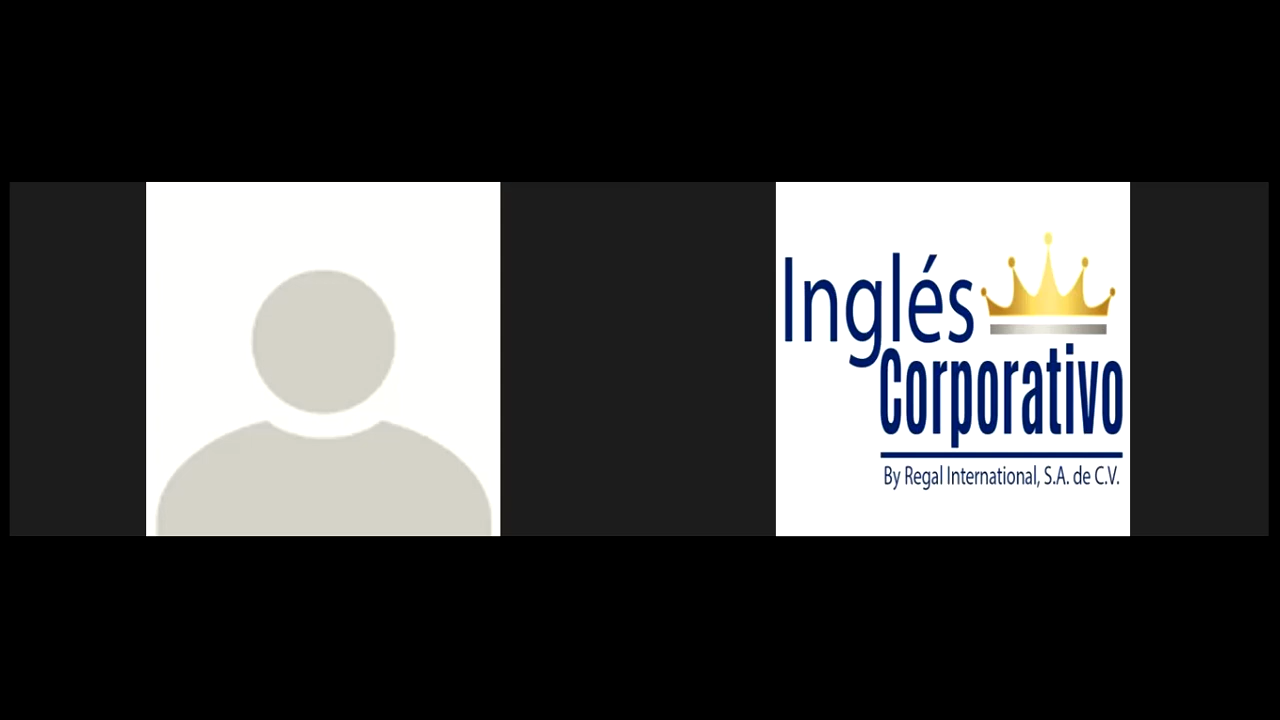 Inglés
Corporativo
By Regal International, S.A. de C.V.